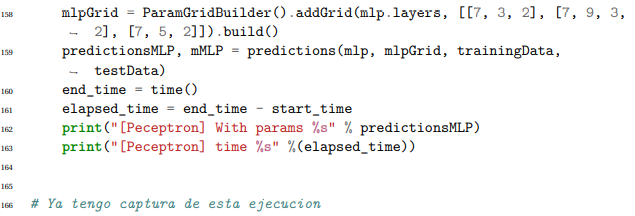 158 mlpGrid = ParamGridBuilder().addGrid(mlp.layers, [[7, 3, 2], [7, 9, 3,
→ 2], [7, 5, 2]]).build()
159 predictionsMLP, mMLP = predictions(mlp, mlpGrid, trainingData,
→ testData)
160 end_time = time()
161 elapsed_time = end_time - start_time
162 print("[Peceptron] With params %s" % predictionsMLP)
163 print("[Peceptron] time %s" %(elapsed_time))
164
165
166 # Ya tengo captura de esta ejecucion